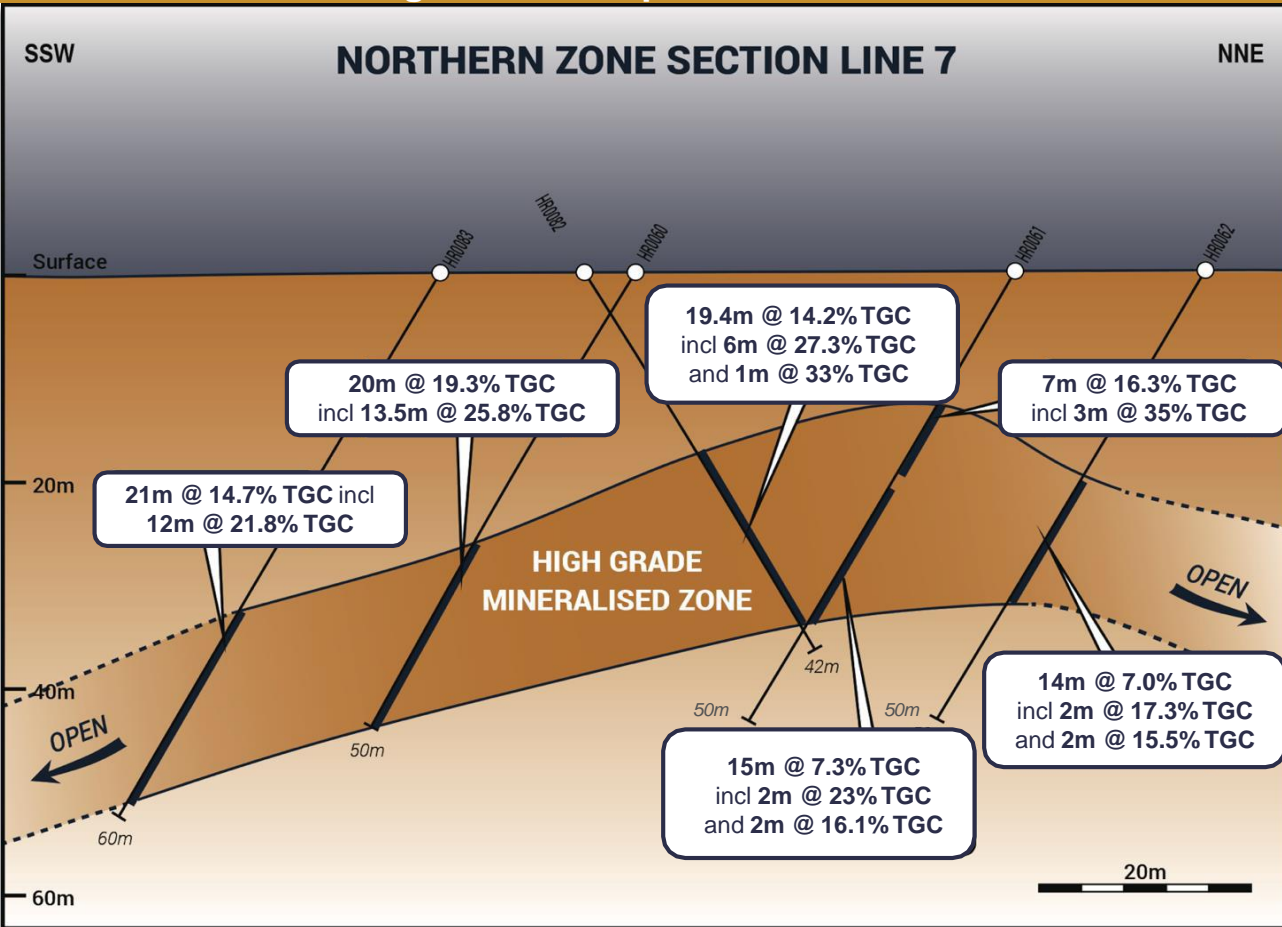 SSW
NORTHERN ZONE SECTION LINE 7
NNE
HR0083
HR0082
HR0060
HR0061
HR0062
Surface
19.4m @ 14.2% TGC
incl 6m @ 27.3% TGC
and 1m @ 33% TGC
20m @ 19.3% TGC
incl 13.5m @ 25.8% TGC
7m @ 16.3% TGC
incl 3m @ 35% TGC
20m
21m @ 14.7% TGC incl
12m @ 21.8% TGC
HIGH GRADE
MINERALISED ZONE
OPEN
40m
OPEN
42m
50m
50m
50m
14m @ 7.0% TGC
incl 2m @ 17.3% TGC
and 2m @ 15.5% TGC
15m @ 7.3% TGC
incl 2m @ 23% TGC
and 2m @ 16.1% TGC
60m
20m
60m